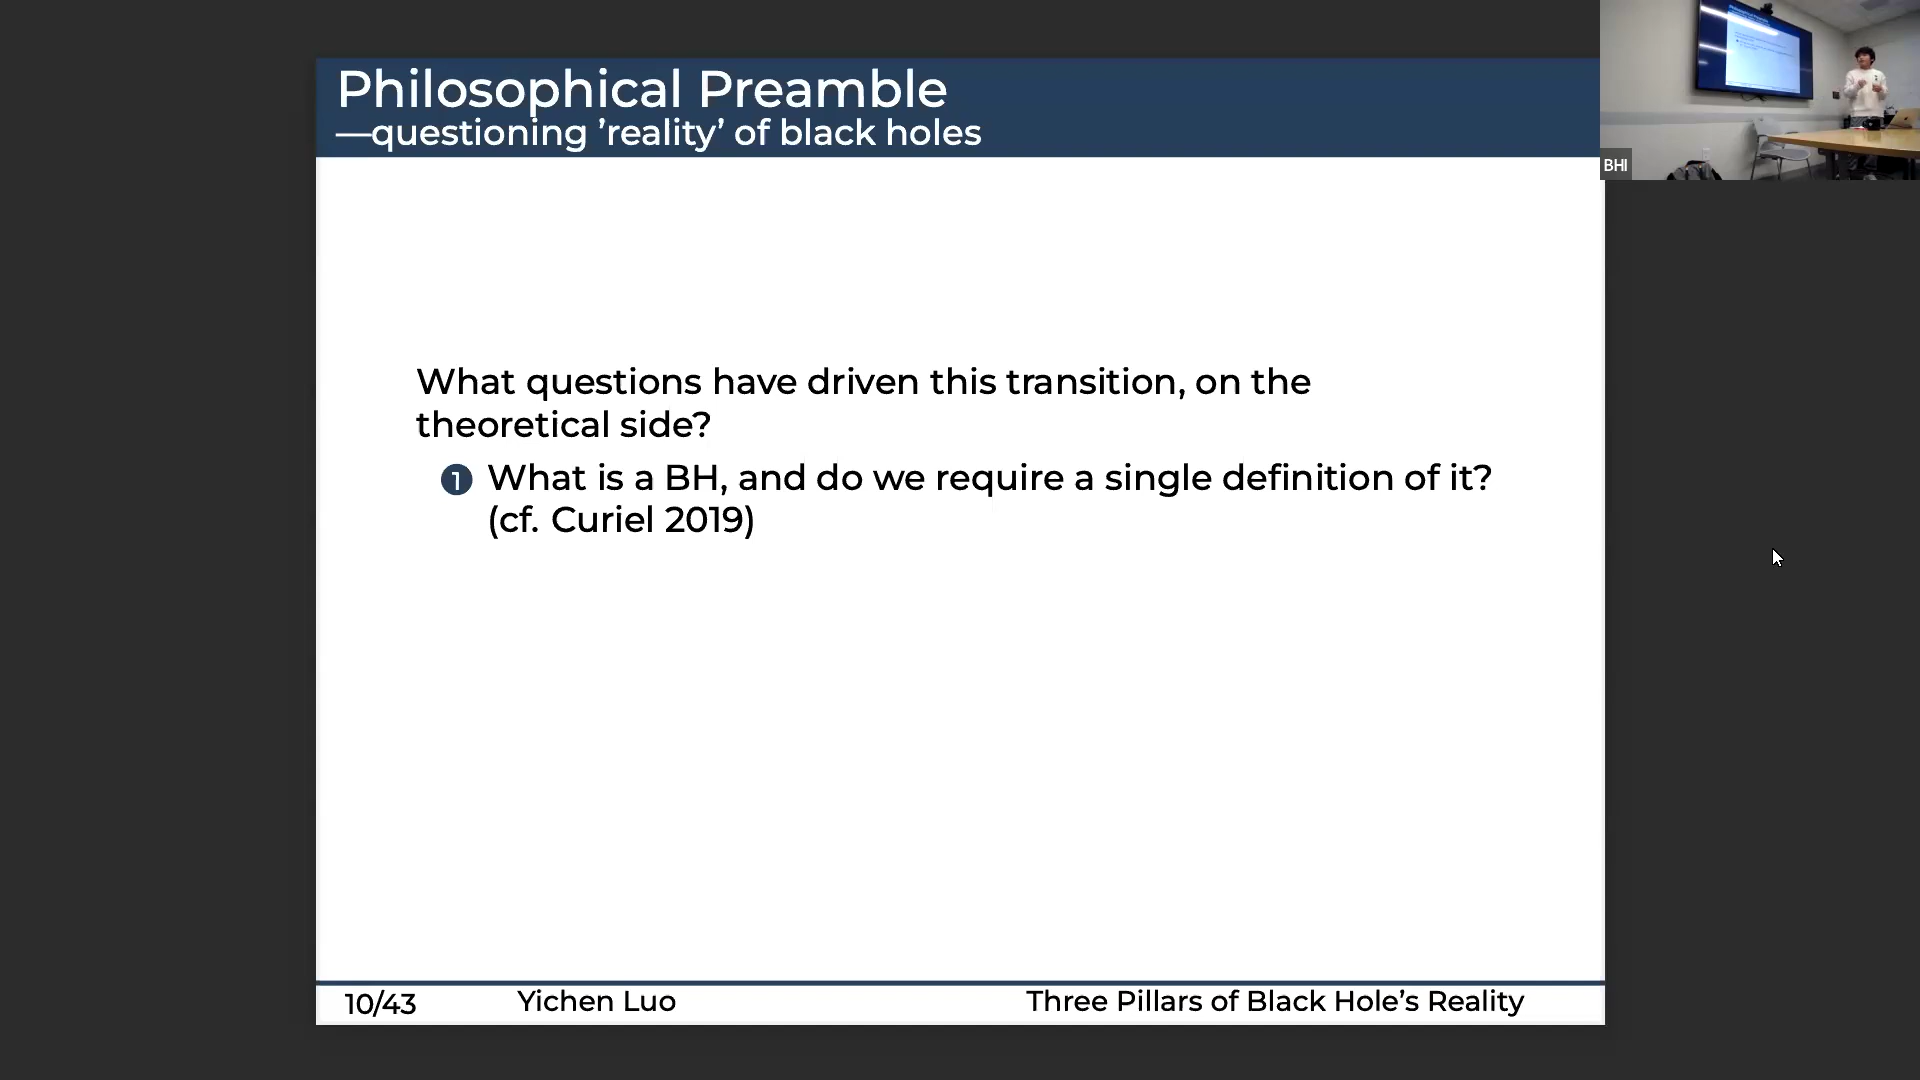 Philosophical Preamble
—questioning ’reality’ of black holes
BHI
What questions have driven this transition, on the
theoretical side?
1 What is a BH, and do we require a single definition of it?
(cf. Curiel 2019)
10/43 Yichen Luo Three Pillars of Black Hole’s Reality